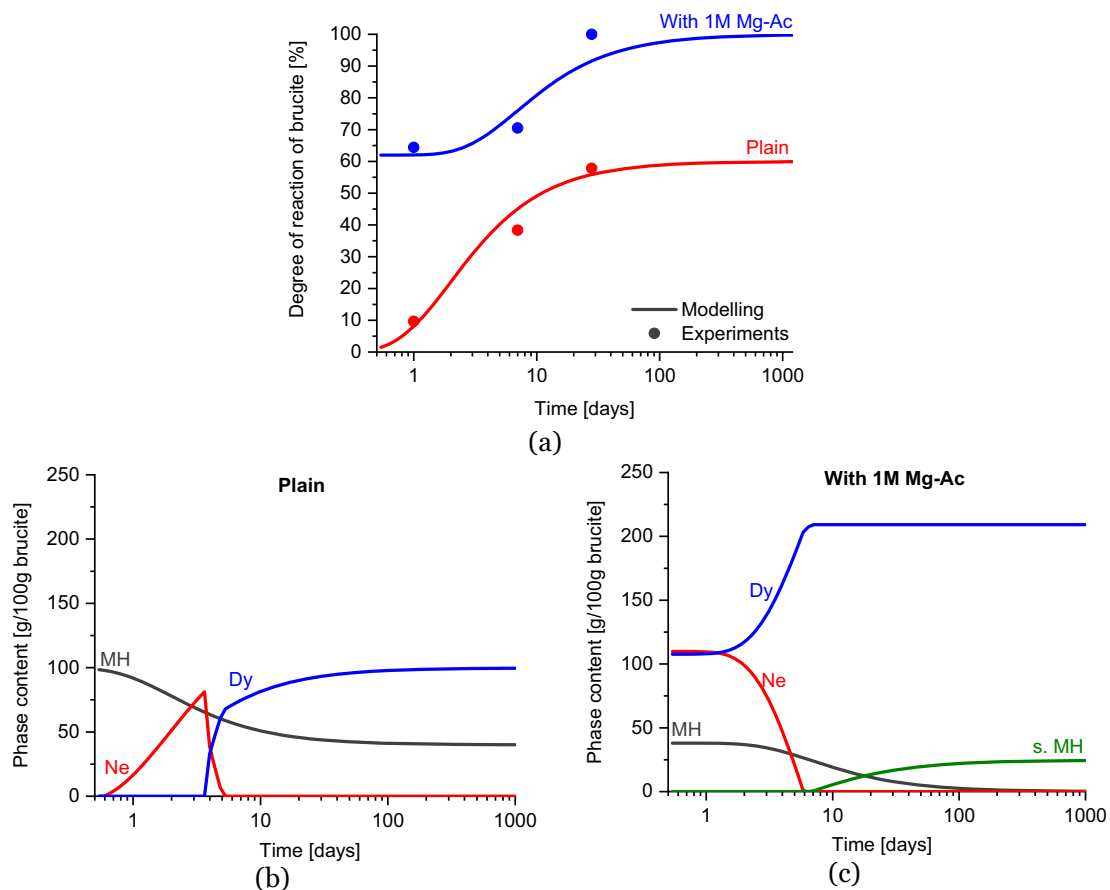 With 1M Mg-Ac
100
90
80
70
60
50
40
30
20
10
0
Degree of reaction of brucite [%]
Plain
Modelling
Experiments
1
10
100
1000
Time [days]
(a)
Plain
250
200
150
100
50
0
Phase content [g/100g brucite]
MH
Ne
Dy
1
10
100
1000
Time [days]
(b)
With 1M Mg-Ac
250
200
150
100
50
0
Phase content [g/100g brucite]
Dy
Ne
MH
s. MH
1
10
100
1000
Time [days]
(c)